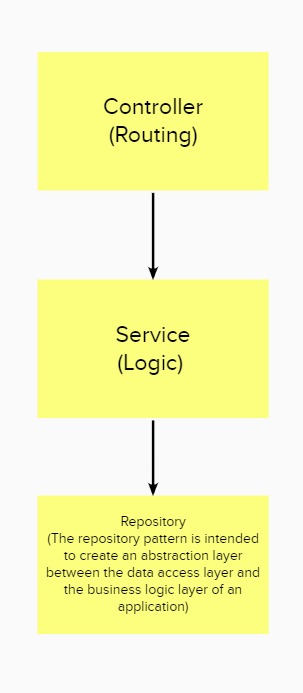 Controller
(Routing)
Service
(Logic)
Repository
(The repository pattern is intended
to create an abstraction layer
between the data access layer and
the business logic layer of an
application)